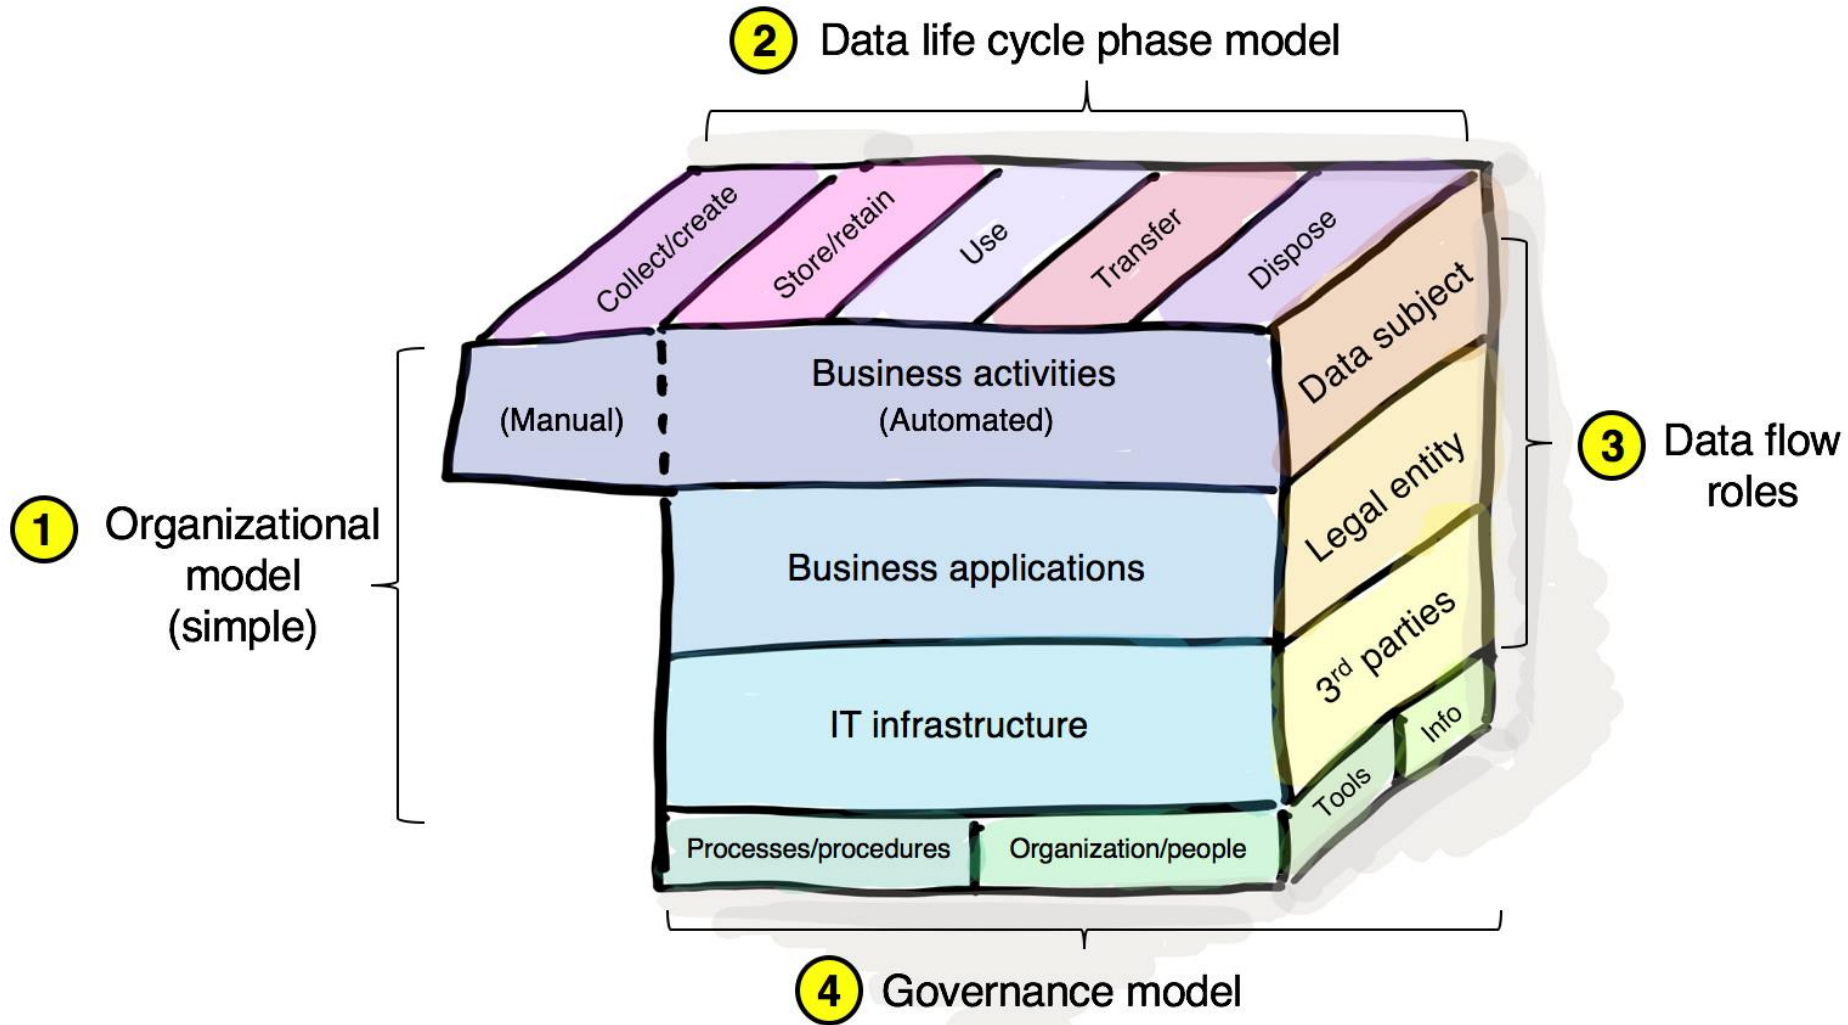 2 Data life cycle phase model
Collect/create
Store/retain
Use
Transfer
Dispose
1 Organizational
model
(simple)
Business activities
(Manual)
(Automated)
Business applications
IT infrastructure
Data subject
Legal entity
3rd parties
3 Data flow
roles
Processes/procedures
Organization/people
Tools
Info
4 Governance model